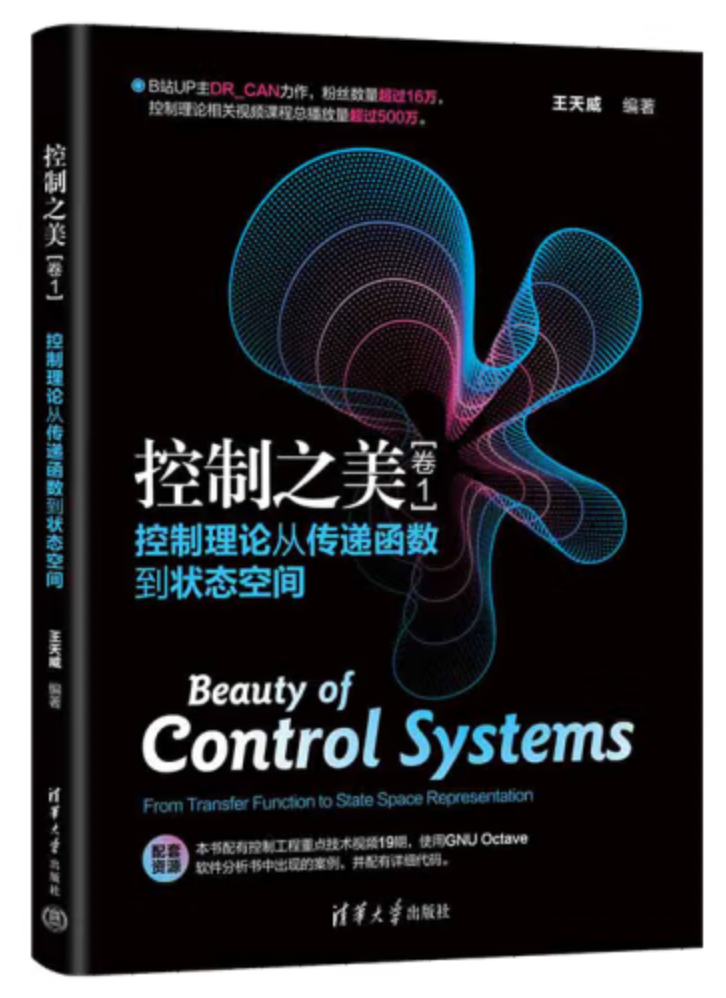 B站UP主DR_CAN力作，粉丝数量超过16万。
控制理论相关视频课程总播放量超过500万。
王天威 编著
控制之美[卷1]
控制理论从传递函数
到状态空间
Beauty of
Control Systems
From Transfer Function to State Space Representation
配套
资源
本书配有控制工程重点技术视频19期，使用GNU Octave
软件分析书中出现的案例，并配有详细代码。
清华大学出版社
控制之美[卷1] 控制理论从传递函数到状态空间 王天威 编著 清华大学出版社